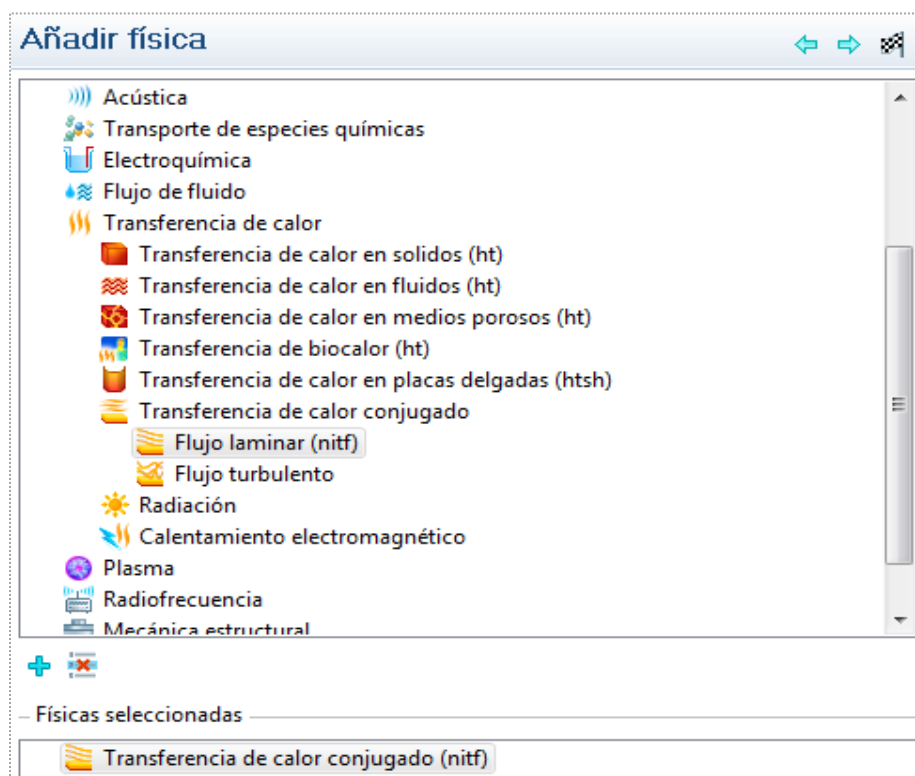 Añadir física
Acústica
Transporte de especies químicas
Electroquímica
Flujo de fluido
Transferencia de calor
Transferencia de calor en solidos (ht)
Transferencia de calor en fluidos (ht)
Transferencia de calor en medios porosos (ht)
Transferencia de biocalor (ht)
Transferencia de calor en placas delgadas (htsh)
Transferencia de calor conjugado
Flujo laminar (nitf)
Flujo turbulento
Radiación
Calentamiento electromagnético
Plasma
Radiofrecuencia
Mecánica estructural
Físicas seleccionadas
Transferencia de calor conjugado (nitf)